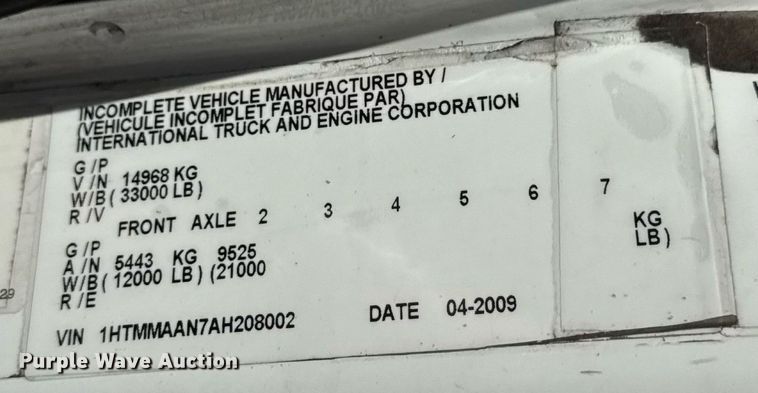 INCOMPLETE VEHICLE MANUFACTURED BY /
(VEHICULE INCOMPLET FABRIQUE PAR)
INTERNATIONAL TRUCK AND ENGINE CORPORATION
G / P
V / N 14968 KG
W/B ( 33000 LB )
R / V
FRONT AXLE 2 3 4 5 6 7
G / P
A / N 5443 KG 9525 KG
W/B ( 12000 LB ) (21000 LB )
R / E
VIN 1HTMMAAN7AH208002 DATE 04-2009
29
Purple Wave Auction